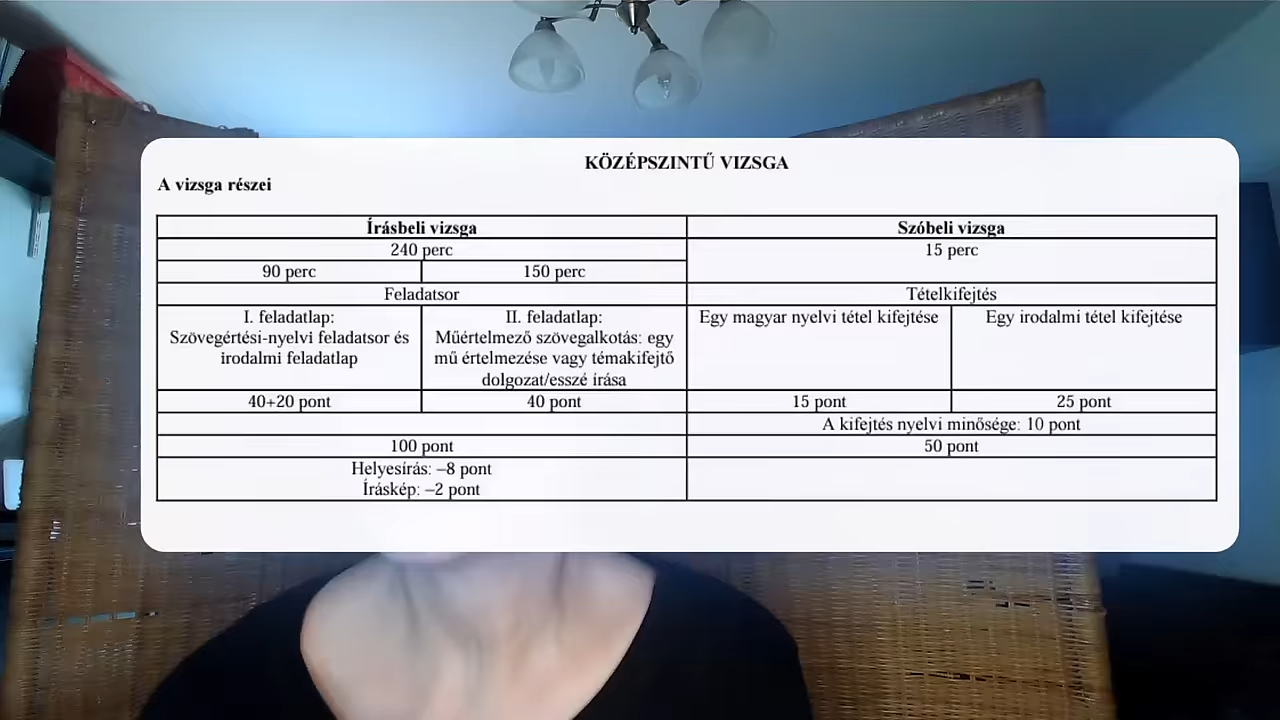 KÖZÉPSZINTŰ VIZSGA
A vizsga részei
Írásbeli vizsga
Szóbeli vizsga
240 perc
15 perc
90 perc
150 perc
Feladatsor
Tételkifejtés
I. feladatlap:
Szövegértési-nyelvi feladatsor és
irodalmi feladatlap
II. feladatlap:
Műértelmező szövegalkotás: egy
mű értelmezése vagy témakifejtő
dolgozat/esszé írása
Egy magyar nyelvi tétel kifejtése
Egy irodalmi tétel kifejtése
40+20 pont
40 pont
15 pont
25 pont
A kifejtés nyelvi minősége: 10 pont
100 pont
50 pont
Helyesírás: –8 pont
Íráskép: –2 pont